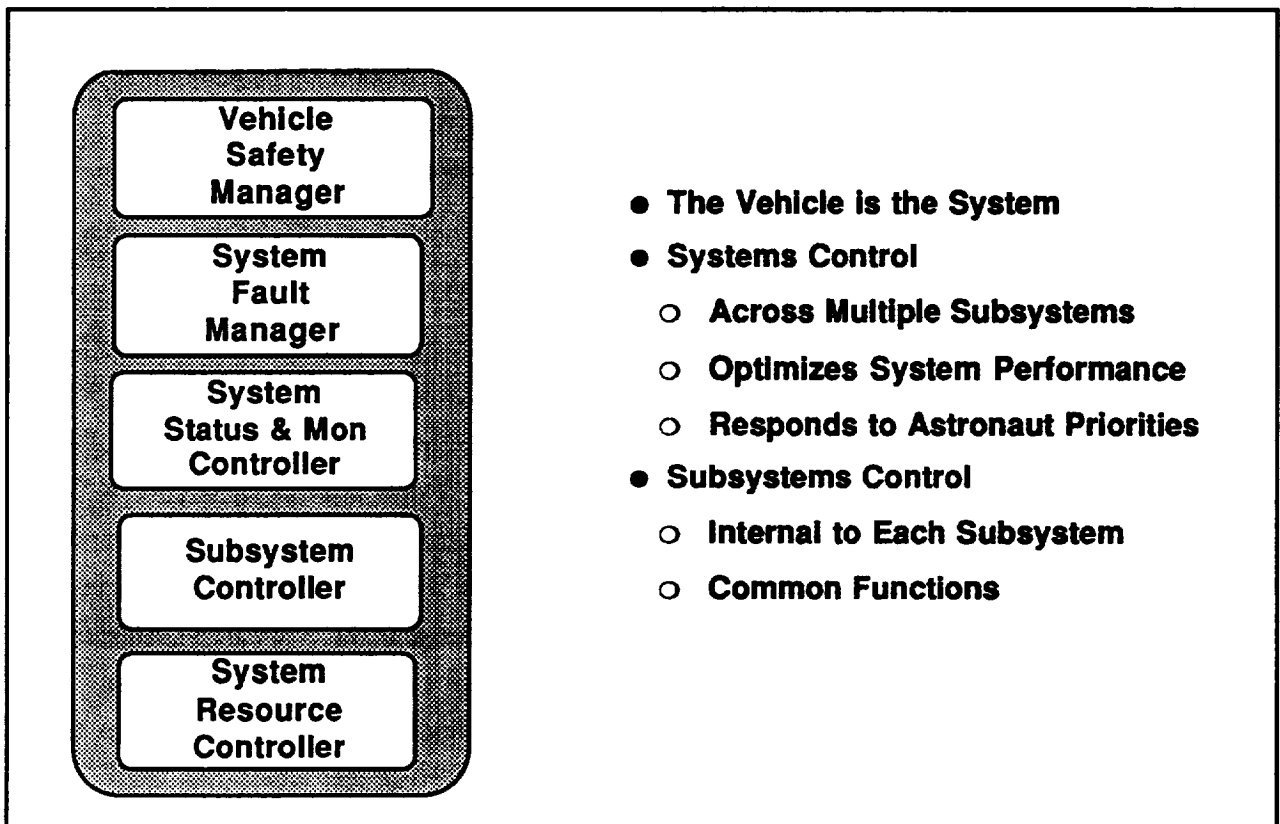 Vehicle
Safety
Manager
System
Fault
Manager
System
Status & Mon
Controller
Subsystem
Controller
System
Resource
Controller
● The Vehicle is the System
● Systems Control
○ Across Multiple Subsystems
○ Optimizes System Performance
○ Responds to Astronaut Priorities
● Subsystems Control
○ Internal to Each Subsystem
○ Common Functions